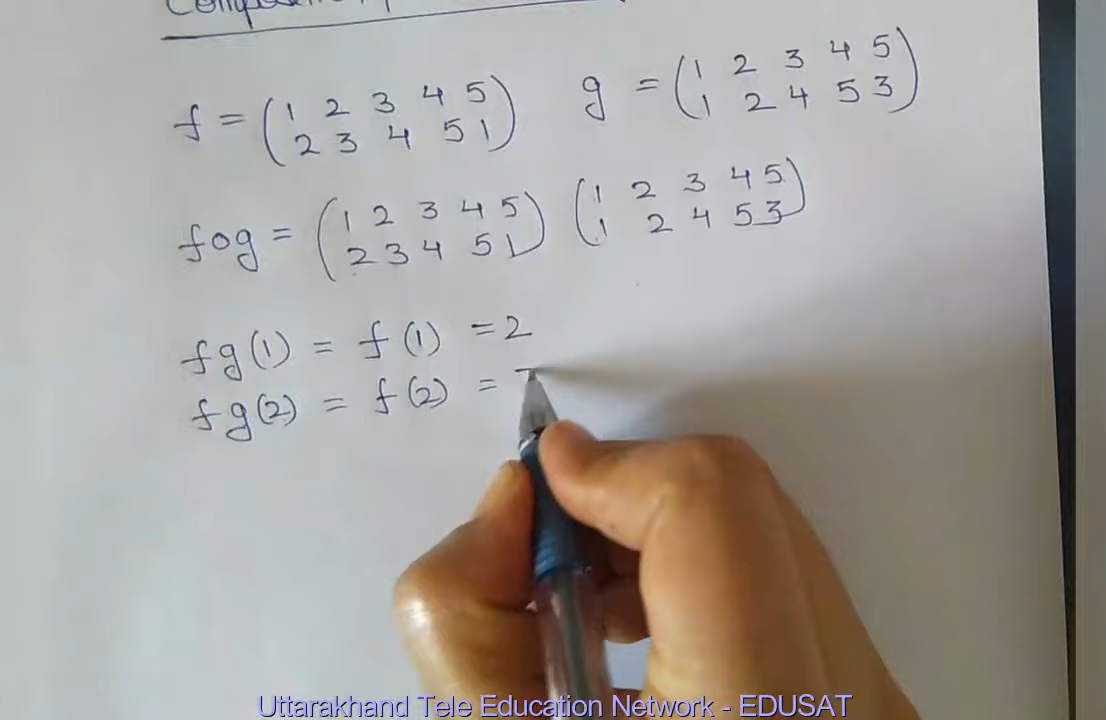 f = (1 2 3 4 5) g = (1 2 3 4 5)
(2 3 4 5 1) (1 2 4 5 3)
fog = (1 2 3 4 5) (1 2 3 4 5)
(2 3 4 5 1) (1 2 4 5 3)
fg(1) = f(1) = 2
fg(2) = f(2) =
Uttarakhand Tele Education Network - EDUSAT